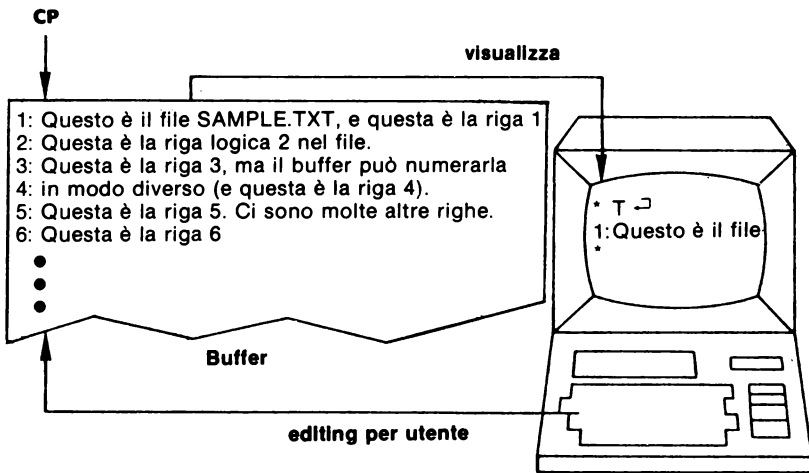 CP
visualizza
1: Questo è il file SAMPLE.TXT, e questa è la riga 1
2: Questa è la riga logica 2 nel file.
3: Questa è la riga 3, ma il buffer può numerarla
4: in modo diverso (e questa è la riga 4).
5: Questa è la riga 5. Ci sono molte altre righe.
6: Questa è la riga 6
* T ↵
1:Questo è il file
*
Buffer
editing per utente